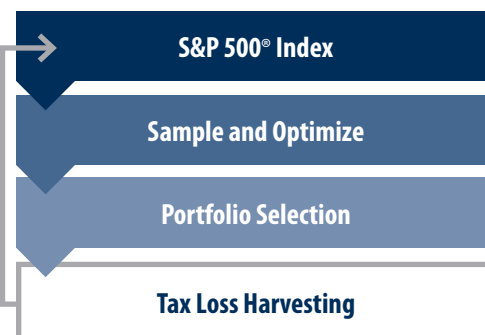 S&P 500® Index
Sample and Optimize
Portfolio Selection
Tax Loss Harvesting